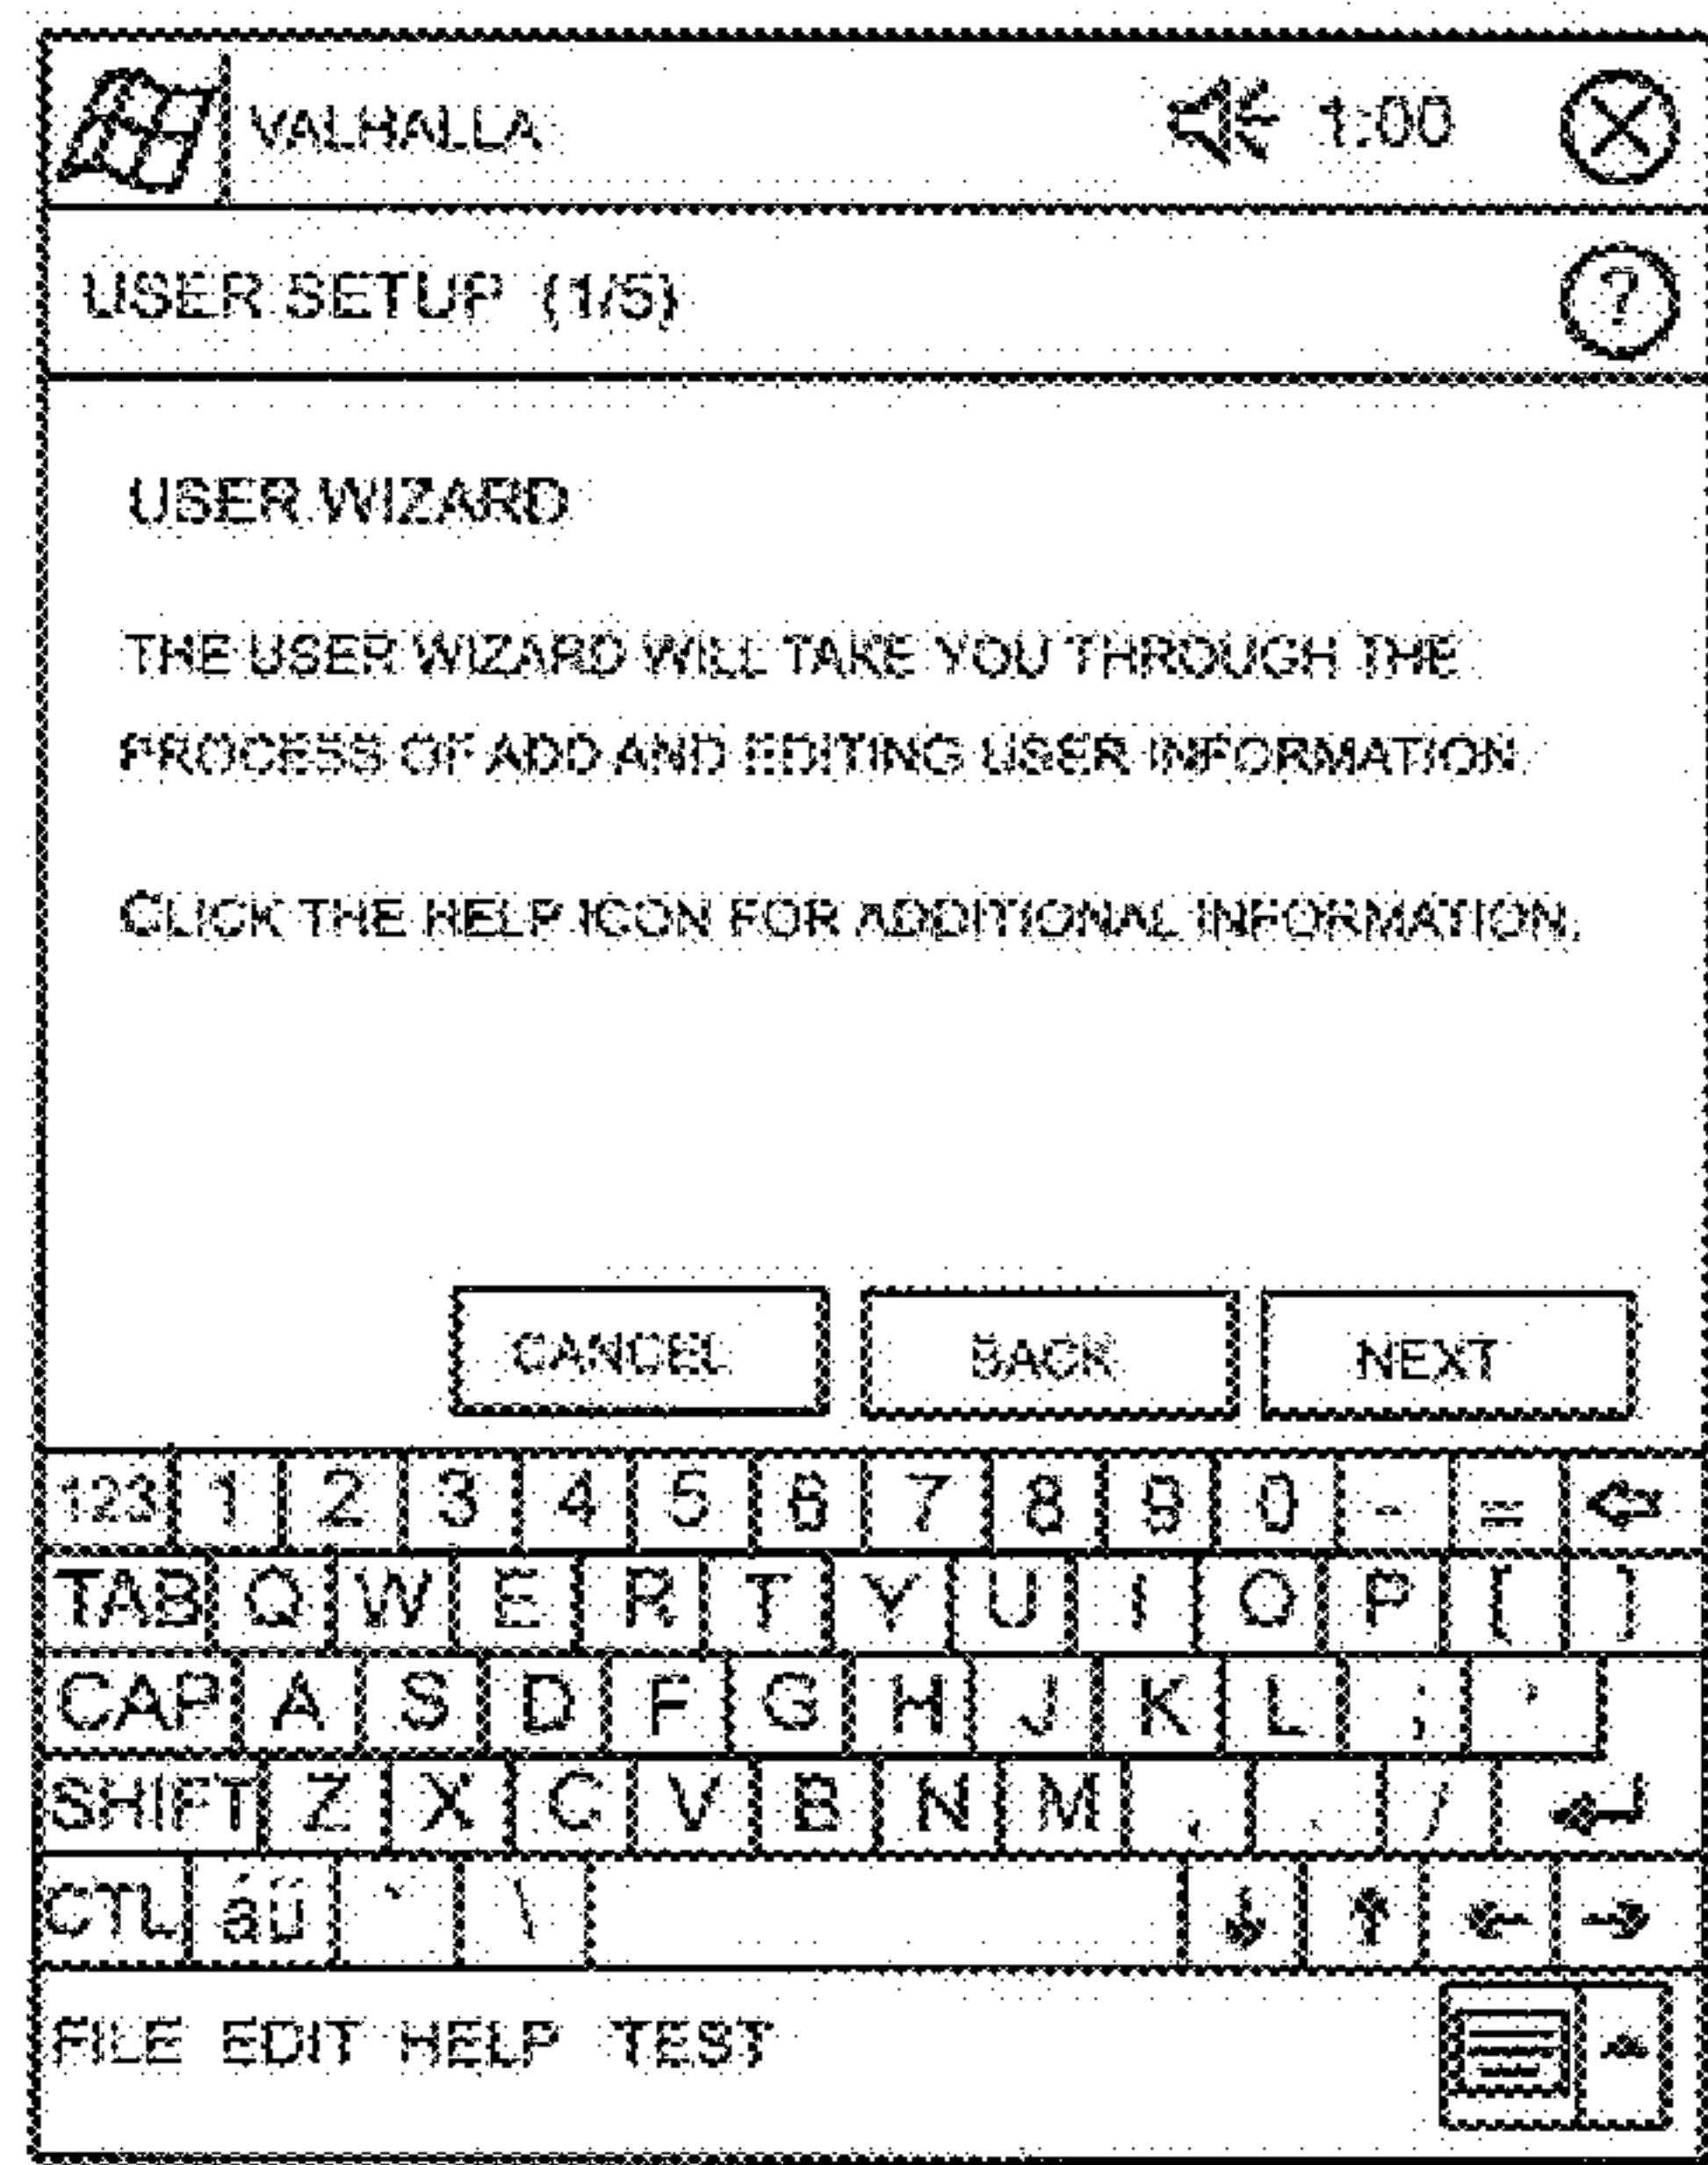 VALHALLA 1:00
USER SETUP (1/5) ?
USER WIZARD
THE USER WIZARD WILL TAKE YOU THROUGH THE
PROCESS OF ADD AND EDITING USER INFORMATION.
CLICK THE HELP ICON FOR ADDITIONAL INFORMATION.
CANCEL BACK NEXT
123 1 2 3 4 5 6 7 8 9 0 - =
TAB Q W E R T Y U I O P [ ]
CAP A S D F G H J K L ; '
SHIFT Z X C V B N M , . /
CTL áü ` \
FILE EDIT HELP TEST